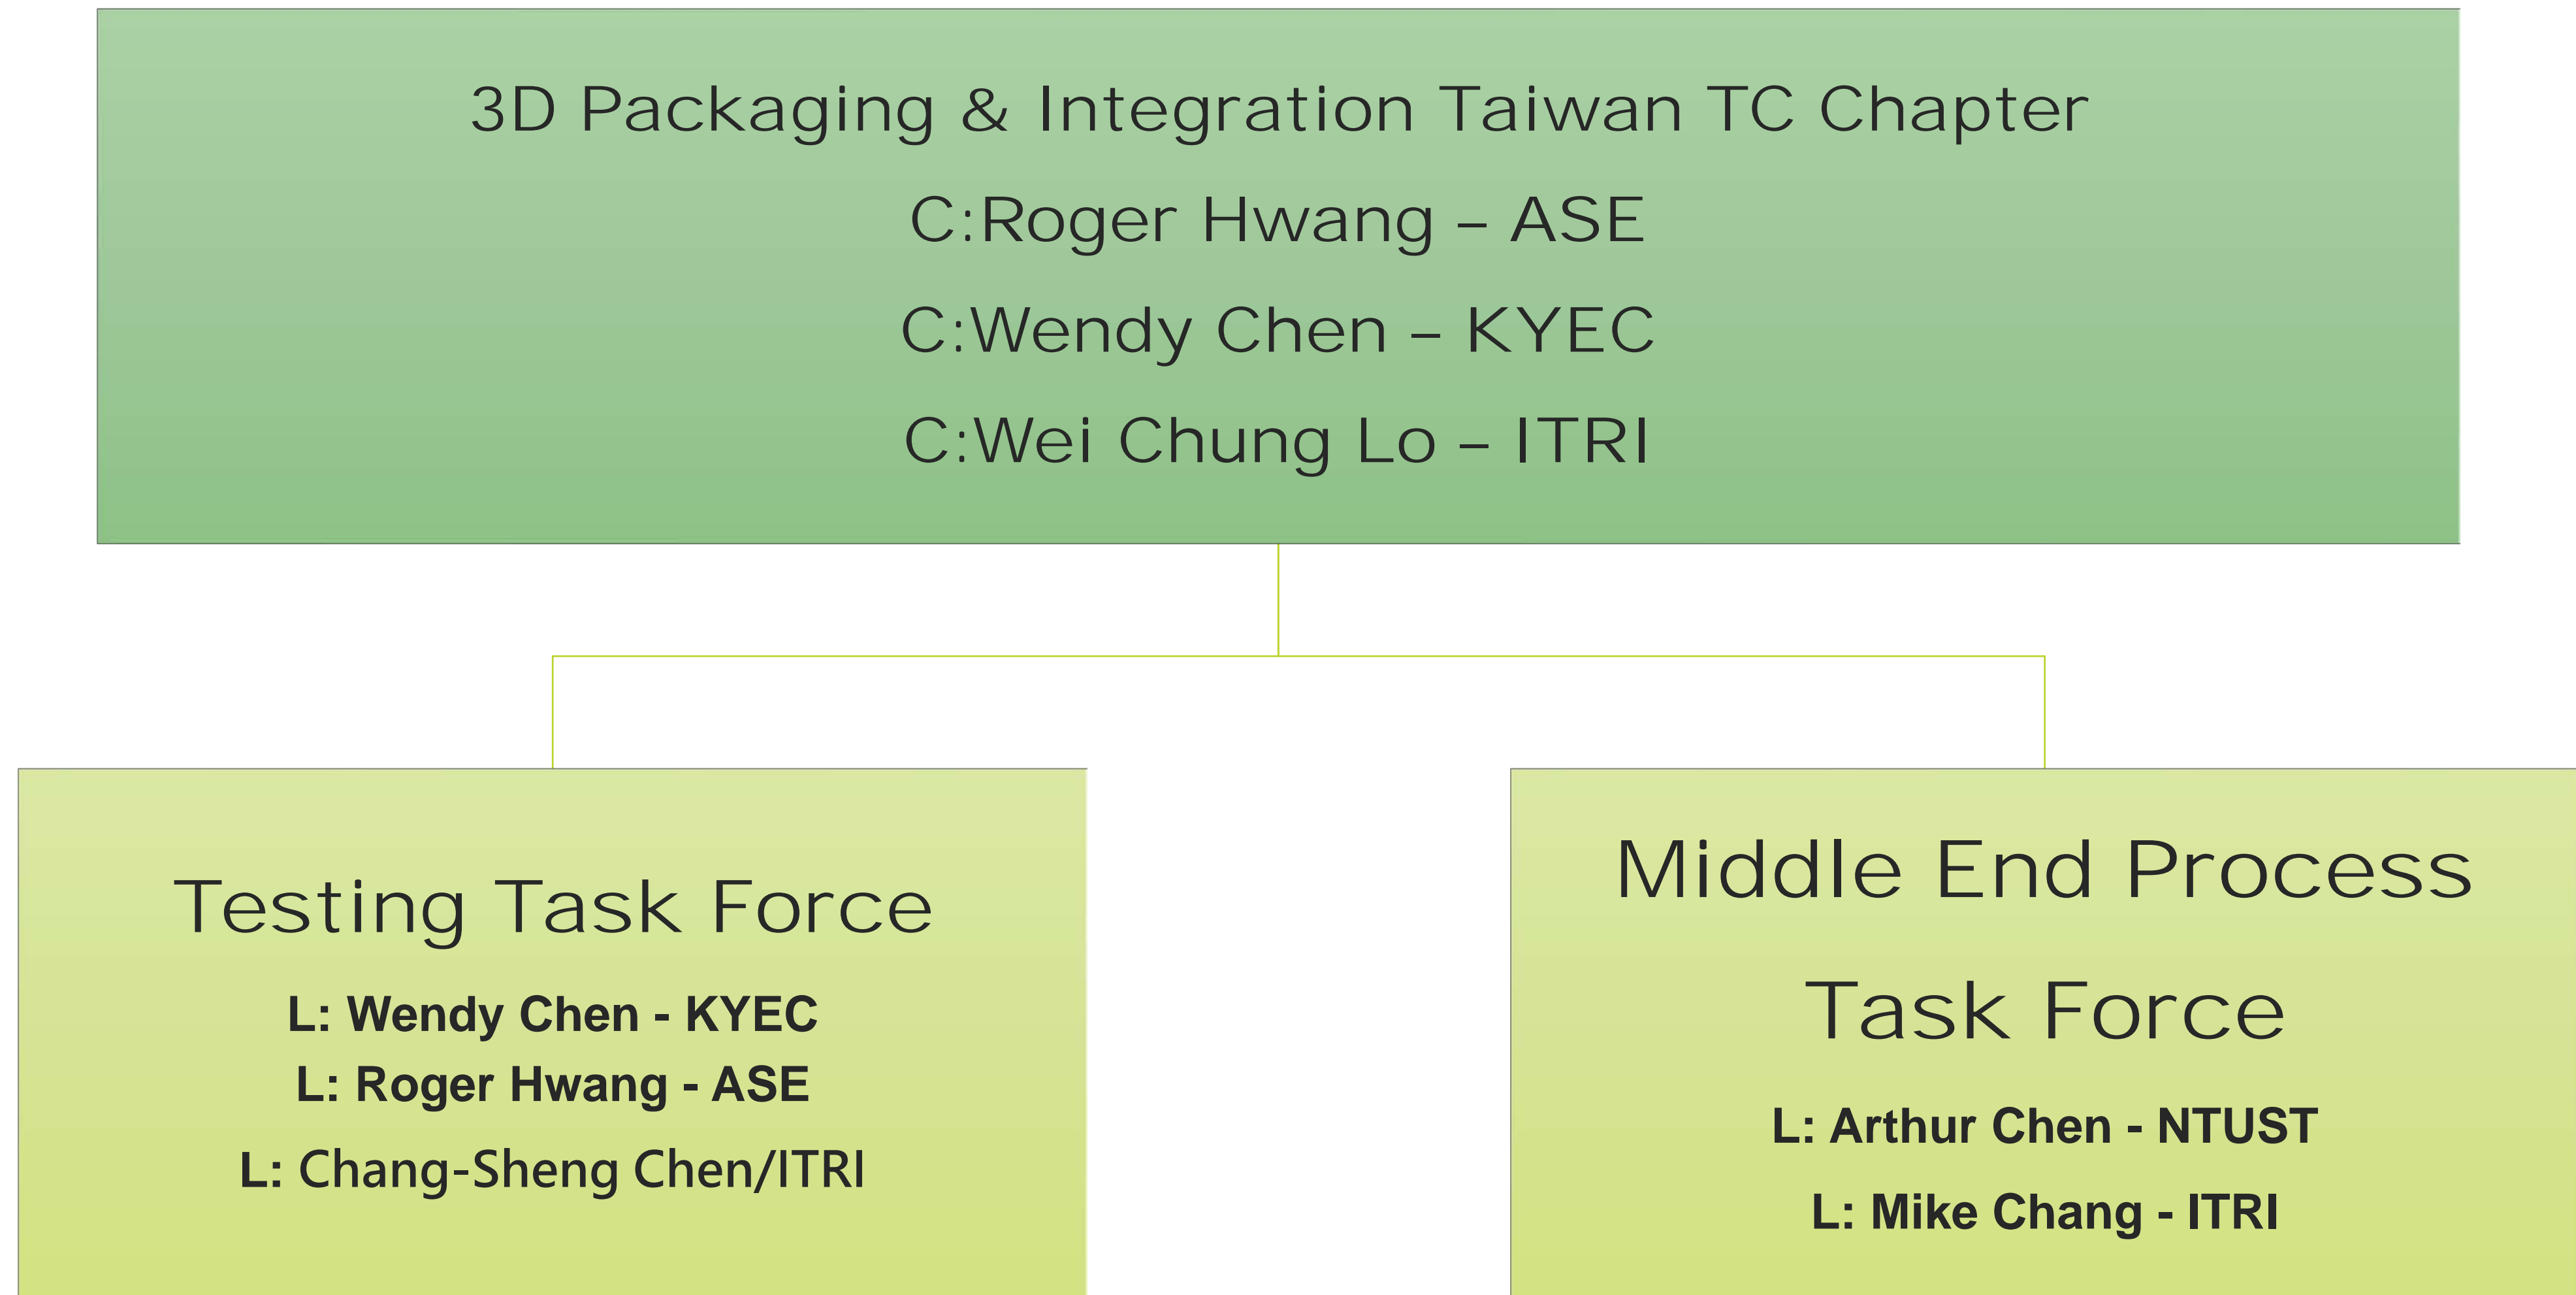 3D Packaging & Integration Taiwan TC Chapter
C:Roger Hwang – ASE
C:Wendy Chen – KYEC
C:Wei Chung Lo – ITRI
Testing Task Force
L: Wendy Chen - KYEC
L: Roger Hwang - ASE
L: Chang-Sheng Chen/ITRI
Middle End Process
Task Force
L: Arthur Chen - NTUST
L: Mike Chang - ITRI